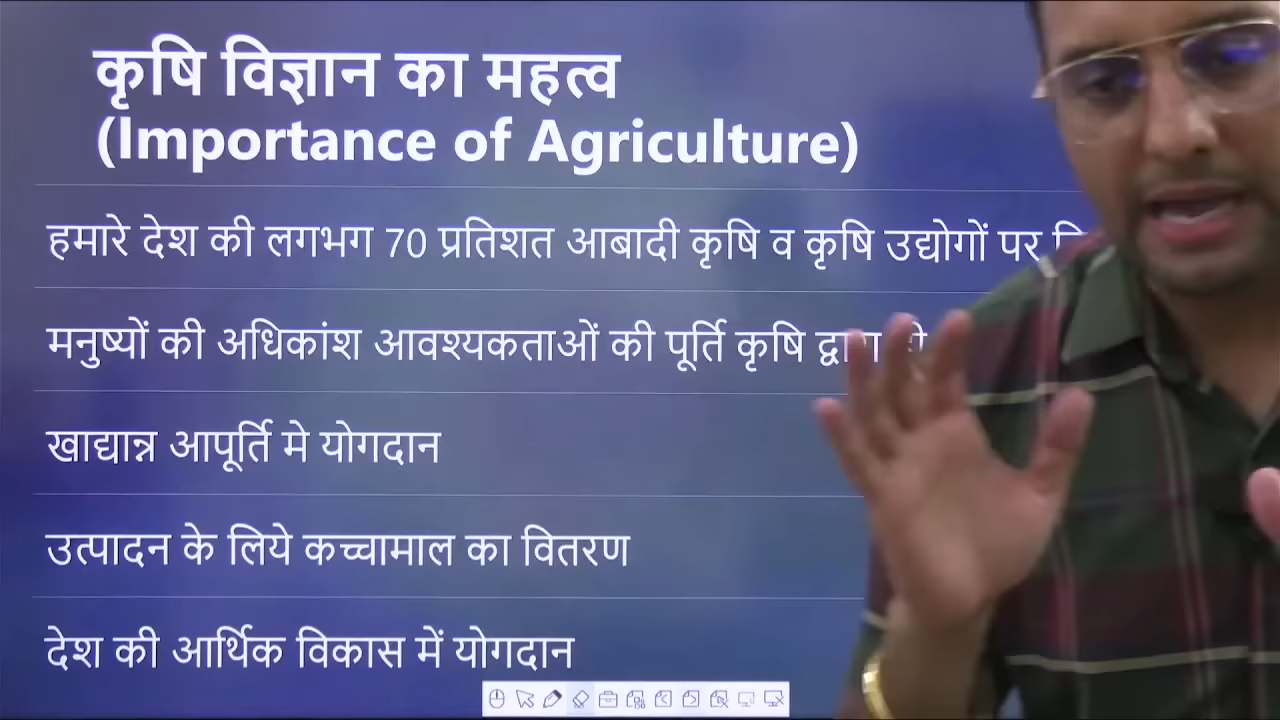 कृषि विज्ञान का महत्व
(Importance of Agriculture)
हमारे देश की लगभग 70 प्रतिशत आबादी कृषि व कृषि उद्योगों पर
मनुष्यों की अधिकांश आवश्यकताओं की पूर्ति कृषि द्वारा
खाद्यान्न आपूर्ति मे योगदान
उत्पादन के लिये कच्चामाल का वितरण
देश की आर्थिक विकास में योगदान